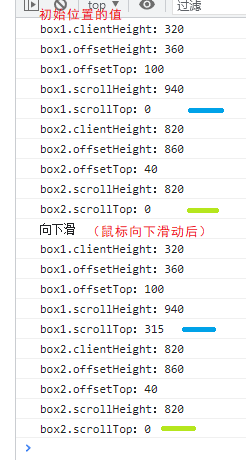 top
过滤
初始位置的值
box1.clientHeight: 320
box1.offsetHeight: 360
box1.offsetTop: 100
box1.scrollHeight: 940
box1.scrollTop: 0
box2.clientHeight: 820
box2.offsetHeight: 860
box2.offsetTop: 40
box2.scrollHeight: 820
box2.scrollTop: 0
向下滑 （鼠标向下滑动后）
box1.clientHeight: 320
box1.offsetHeight: 360
box1.offsetTop: 100
box1.scrollHeight: 940
box1.scrollTop: 315
box2.clientHeight: 820
box2.offsetHeight: 860
box2.offsetTop: 40
box2.scrollHeight: 820
box2.scrollTop: 0